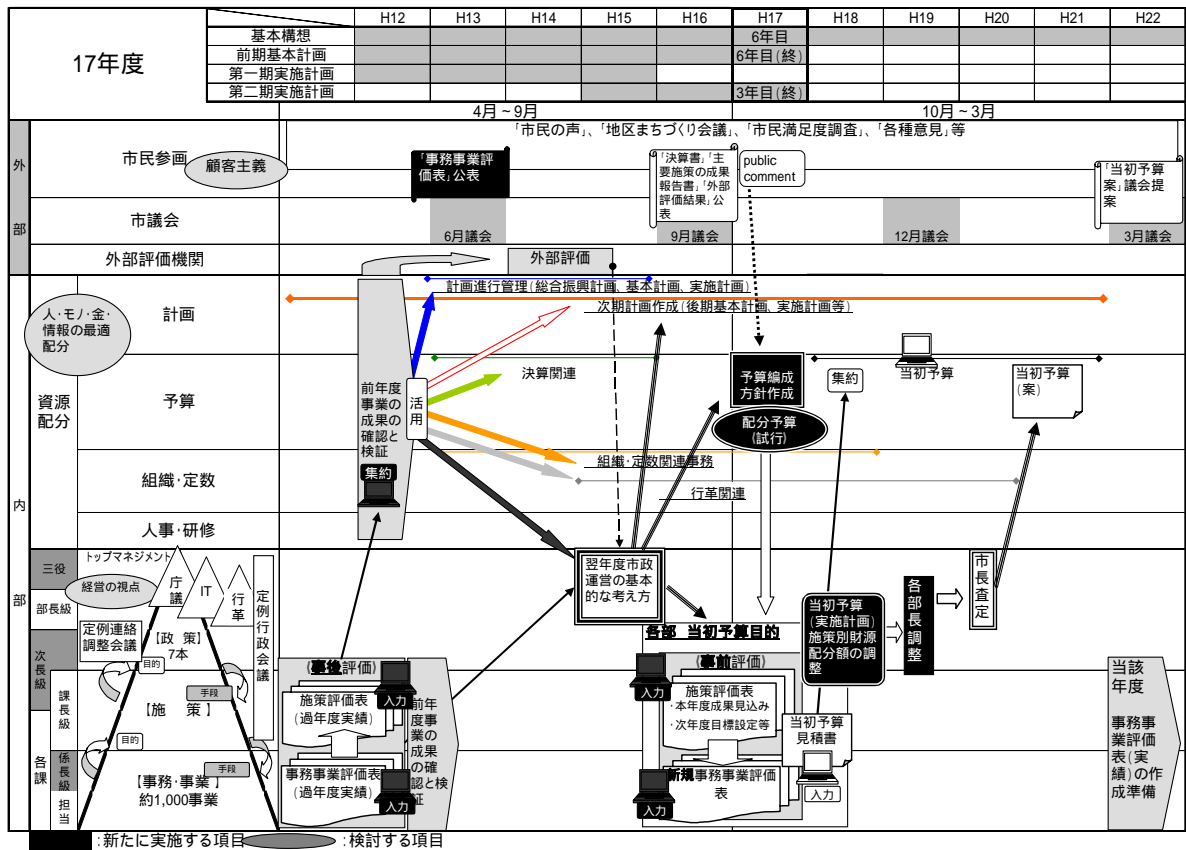 17年度
H12 H13 H14 H15 H16 H17 H18 H19 H20 H21 H22
基本構想 6年目
前期基本計画 6年目(終)
第一期実施計画
第二期実施計画 3年目(終)
4月~9月 10月~3月
「市民の声」、「地区まちづくり会議」、「市民満足度調査」、「各種意見」等
外部
市民参画
顧客主義
「事務事業評
価表」公表
「決算書」「主
要施策の成果
報告書」「外部
評価結果」公
表
public
comment
「当初予算
案」議会提
案
市議会
6月議会 9月議会 12月議会 3月議会
外部評価機関
外部評価
内部
人・モノ・金・
情報の最適
配分
資源
配分
計画
計画進行管理(総合振興計画、基本計画、実施計画)
次期計画作成(後期基本計画、実施計画等)
予算
前年度
事業の
成果の
確認と
検証
集約
活用
決算関連
予算編成
方針作成
配分予算
(試行)
集約
当初予算
当初予算
(案)
組織・定数
組織・定数関連事務
行革関連
人事・研修
三役
部長級
次長級
課長級
各課
係長級
担当
トップマネジメント
経営の視点
庁議
IT
行革
定例行政会議
定例連絡
調整会議
【政 策】
7本
目的
手段
【施 策】
目的
手段
【事務・事業】
約1,000事業
翌年度市政
運営の基本
的な考え方
(事後評価)
施策評価表
(過年度実績)
入力
事務事業評価表
(過年度実績)
入力
前年
度事
業の
成果
の確
認と検
証
各部 当初予算目的
(事前評価)
入力
施策評価表
・本年度成果見込み
・次年度目標設定等
新規事務事業評価
表
入力
当初予算
見積書
入力
当初予算
(実施計画)
施策別財源
配分額の調
整
各部長調整
市長査定
当該
年度
事務事
業評価
表(実
績)の作
成準備
:新たに実施する項目
:検討する項目